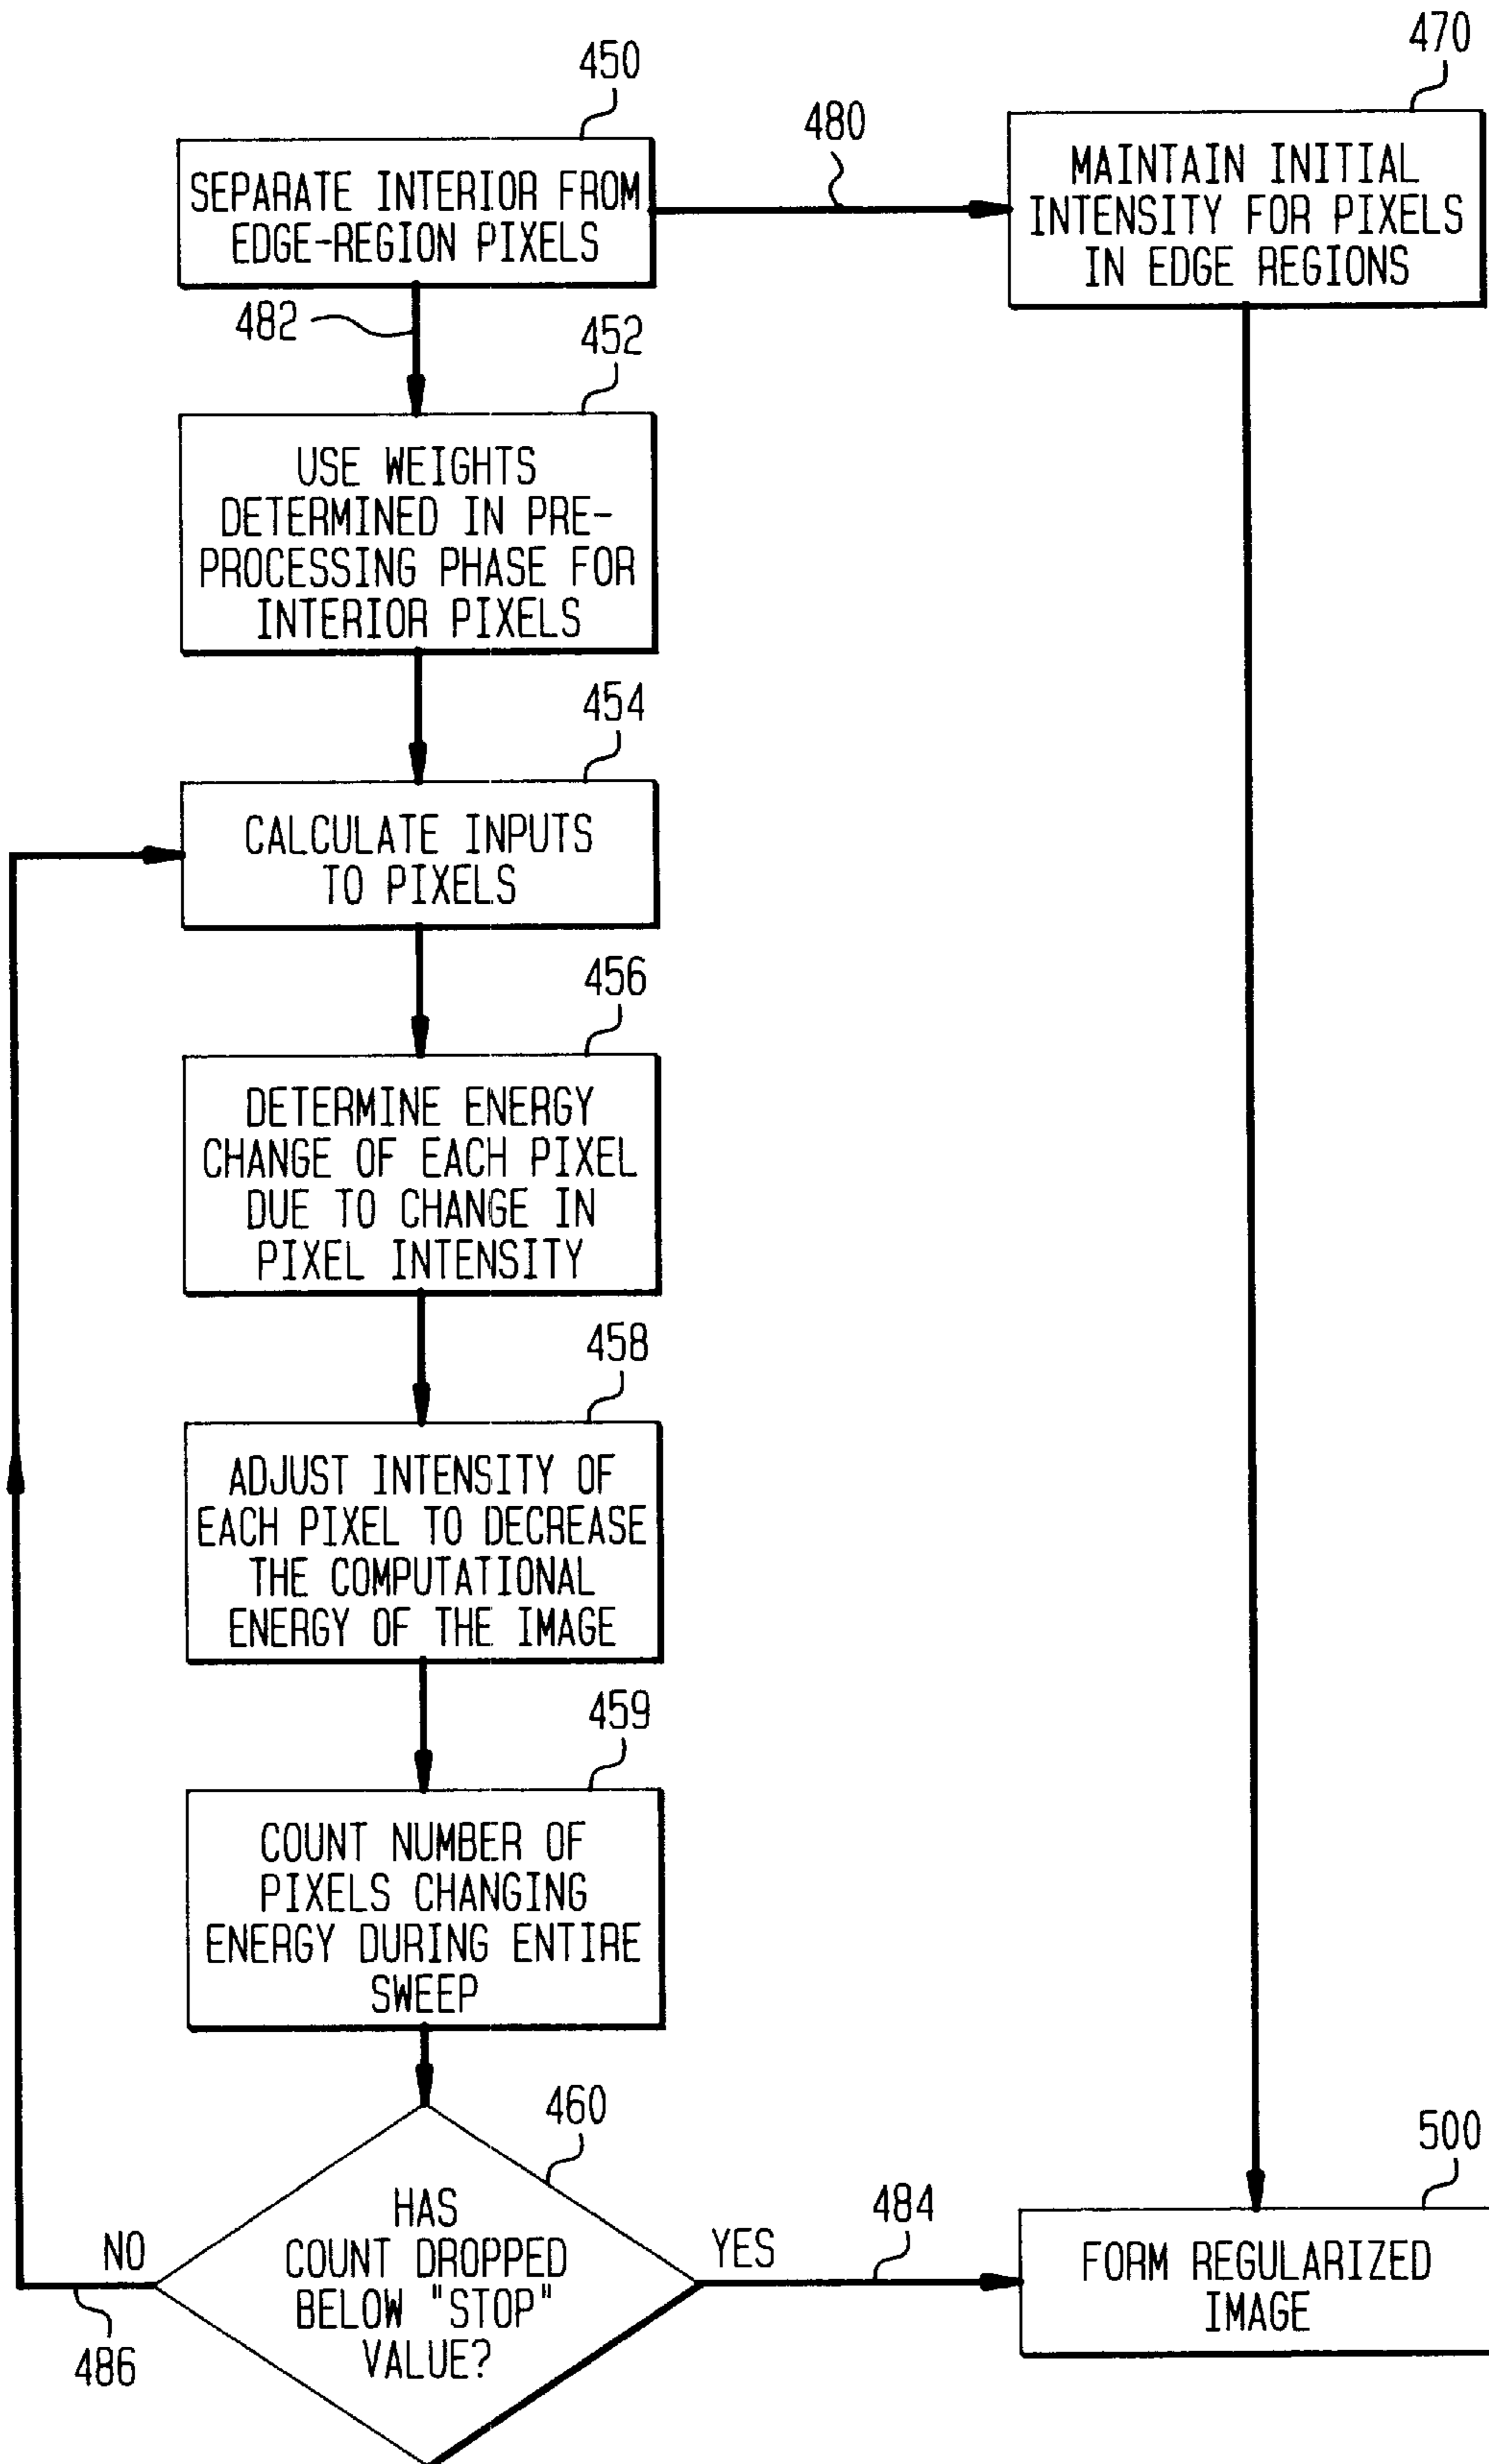 450
470
480
SEPARATE INTERIOR FROM
EDGE-REGION PIXELS
MAINTAIN INITIAL
INTENSITY FOR PIXELS
IN EDGE REGIONS
482
452
USE WEIGHTS
DETERMINED IN PRE-
PROCESSING PHASE FOR
INTERIOR PIXELS
454
CALCULATE INPUTS
TO PIXELS
456
DETERMINE ENERGY
CHANGE OF EACH PIXEL
DUE TO CHANGE IN
PIXEL INTENSITY
458
ADJUST INTENSITY OF
EACH PIXEL TO DECREASE
THE COMPUTATIONAL
ENERGY OF THE IMAGE
459
COUNT NUMBER OF
PIXELS CHANGING
ENERGY DURING ENTIRE
SWEEP
460
HAS
COUNT DROPPED
BELOW "STOP"
VALUE?
NO
486
YES
484
500
FORM REGULARIZED
IMAGE